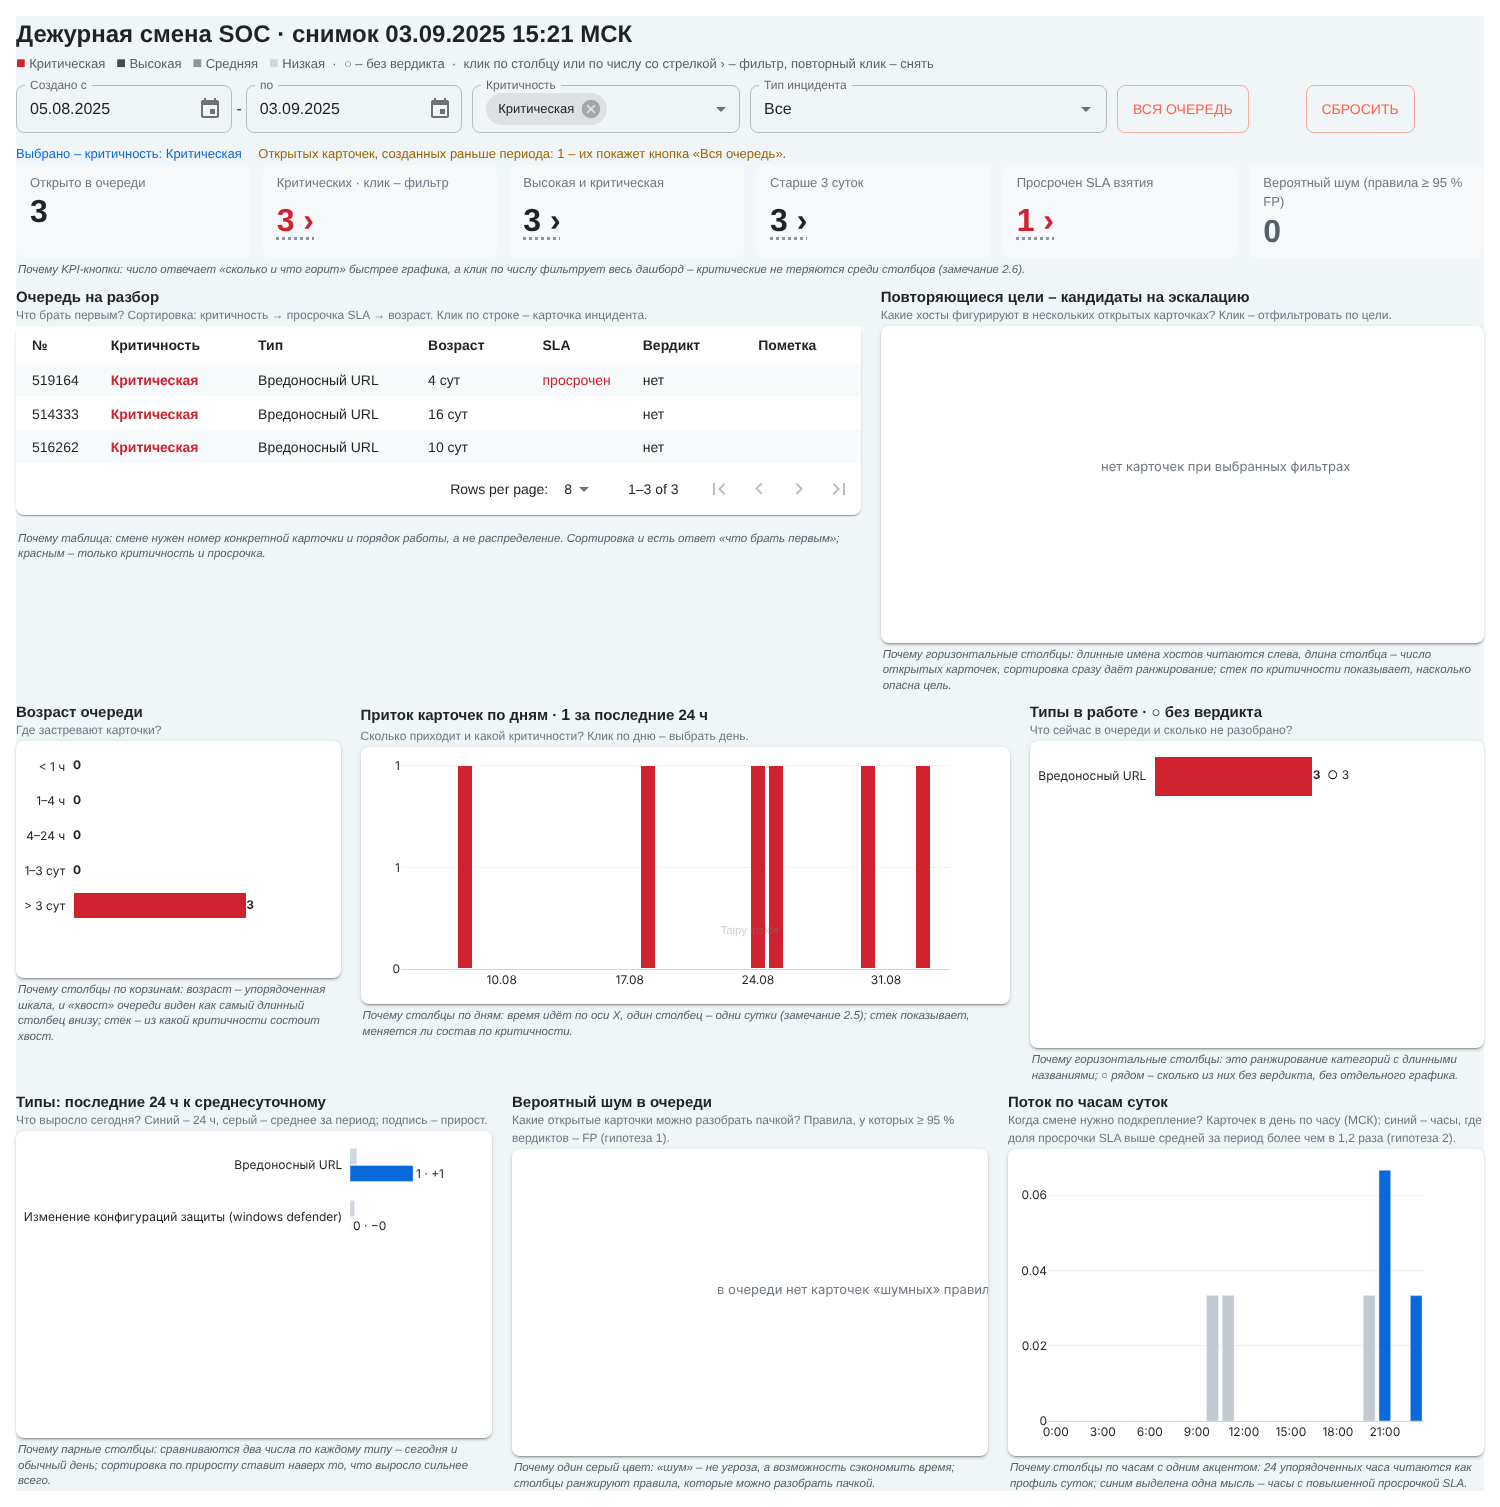 Дежурная смена SOC · снимок 03.09.2025 15:21 МСК
■ Критическая ■ Высокая ■ Средняя ■ Низкая · ○ – без вердикта · клик по столбцу или по числу со стрелкой › – фильтр, повторный клик – снять
Создано с по Критичность Тип инцидента
05.08.2025 - 03.09.2025 Критическая Все ВСЯ ОЧЕРЕДЬ СБРОСИТЬ
Выбрано – критичность: Критическая Открытых карточек, созданных раньше периода: 1 – их покажет кнопка «Вся очередь».
Открыто в очереди
3
Критических · клик – фильтр
3 ›
Высокая и критическая
3 ›
Старше 3 суток
3 ›
Просрочен SLA взятия
1 ›
Вероятный шум (правила ≥ 95 %
FP)
0
Почему KPI-кнопки: число отвечает «сколько и что горит» быстрее графика, а клик по числу фильтрует весь дашборд – критические не теряются среди столбцов (замечание 2.6).
Очередь на разбор
Что брать первым? Сортировка: критичность → просрочка SLA → возраст. Клик по строке – карточка инцидента.
№ Критичность Тип Возраст SLA Вердикт Пометка
519164 Критическая Вредоносный URL 4 сут просрочен нет
514333 Критическая Вредоносный URL 16 сут нет
516262 Критическая Вредоносный URL 10 сут нет
Rows per page: 8 1–3 of 3
Почему таблица: смене нужен номер конкретной карточки и порядок работы, а не распределение. Сортировка и есть ответ «что брать первым»;
красным – только критичность и просрочка.
Повторяющиеся цели – кандидаты на эскалацию
Какие хосты фигурируют в нескольких открытых карточках? Клик – отфильтровать по цели.
нет карточек при выбранных фильтрах
Почему горизонтальные столбцы: длинные имена хостов читаются слева, длина столбца – число
открытых карточек, сортировка сразу даёт ранжирование; стек по критичности показывает, насколько
опасна цель.
Возраст очереди
Где застревают карточки?
< 1 ч 0
1–4 ч 0
4–24 ч 0
1–3 сут 0
> 3 сут 3
Почему столбцы по корзинам: возраст – упорядоченная
шкала, и «хвост» очереди виден как самый длинный
столбец внизу; стек – из какой критичности состоит
хвост.
Приток карточек по дням · 1 за последние 24 ч
Сколько приходит и какой критичности? Клик по дню – выбрать день.
1
1
0
Taipy inside
10.08 17.08 24.08 31.08
Почему столбцы по дням: время идёт по оси X, один столбец – одни сутки (замечание 2.5); стек показывает,
меняется ли состав по критичности.
Типы в работе · ○ без вердикта
Что сейчас в очереди и сколько не разобрано?
Вредоносный URL 3 ○ 3
Почему горизонтальные столбцы: это ранжирование категорий с длинными
названиями; ○ рядом – сколько из них без вердикта, без отдельного графика.
Типы: последние 24 ч к среднесуточному
Что выросло сегодня? Синий – 24 ч, серый – среднее за период; подпись – прирост.
Вредоносный URL 1 · +1
Изменение конфигураций защиты (windows defender) 0 · −0
Почему парные столбцы: сравниваются два числа по каждому типу – сегодня и
обычный день; сортировка по приросту ставит наверх то, что выросло сильнее
всего.
Вероятный шум в очереди
Какие открытые карточки можно разобрать пачкой? Правила, у которых ≥ 95 %
вердиктов – FP (гипотеза 1).
в очереди нет карточек «шумных» правил
Почему один серый цвет: «шум» – не угроза, а возможность сэкономить время;
столбцы ранжируют правила, которые можно разобрать пачкой.
Поток по часам суток
Когда смене нужно подкрепление? Карточек в день по часу (МСК); синий – часы, где
доля просрочки SLA выше средней за период более чем в 1,2 раза (гипотеза 2).
0.06
0.04
0.02
0
0:00 3:00 6:00 9:00 12:00 15:00 18:00 21:00
Почему столбцы по часам с одним акцентом: 24 упорядоченных часа читаются как
профиль суток; синим выделена одна мысль – часы с повышенной просрочкой SLA.